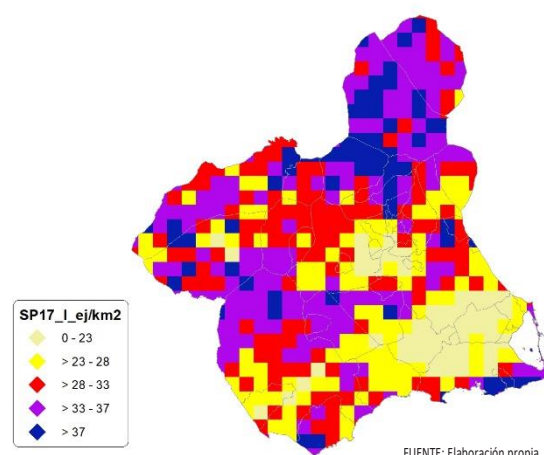 SP17_I_ej/km2
0 - 23
> 23 - 28
> 28 - 33
> 33 - 37
> 37
FUENTE: Elaboración propia